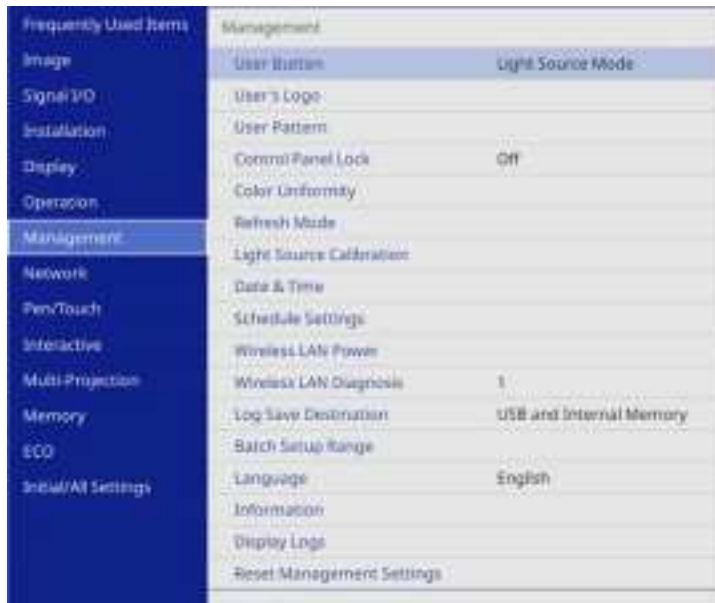 Frequently Used Items
Image
Signal I/O
Installation
Display
Operation
Management
Network
Pen/Touch
Interactive
Multi-Projection
Memory
ECO
Initial/All Settings
Management
User Button Light Source Mode
User's Logo
User Pattern
Control Panel Lock Off
Color Uniformity
Refresh Mode
Light Source Calibration
Date & Time
Schedule Settings
Wireless LAN Power
Wireless LAN Diagnosis 1
Log Save Destination USB and Internal Memory
Batch Setup Range
Language English
Information
Display Logs
Reset Management Settings